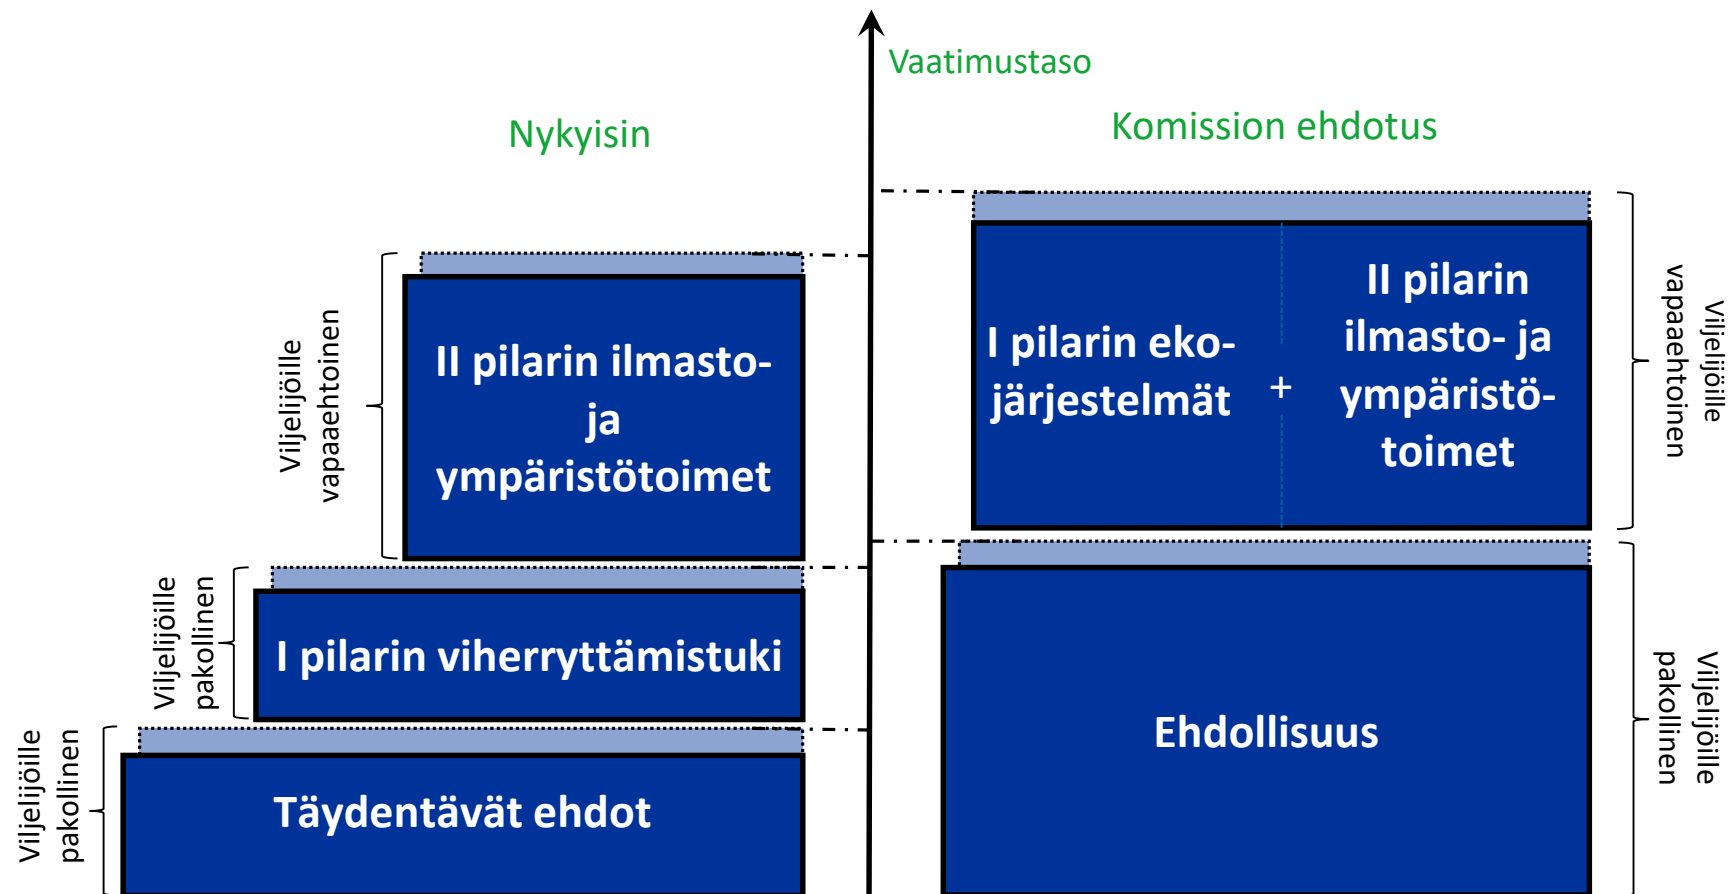 Vaatimustaso
Nykyisin
Komission ehdotus
Viljelijöille
vapaaehtoinen
II pilarin ilmasto-
ja
ympäristötoimet
Viljelijöille
pakollinen
I pilarin viherryttämistuki
Viljelijöille
pakollinen
Täydentävät ehdot
I pilarin eko-
järjestelmät
+
II pilarin
ilmasto- ja
ympäristö-
toimet
Viljelijöille
vapaaehtoinen
Ehdollisuus
Viljelijöille
pakollinen